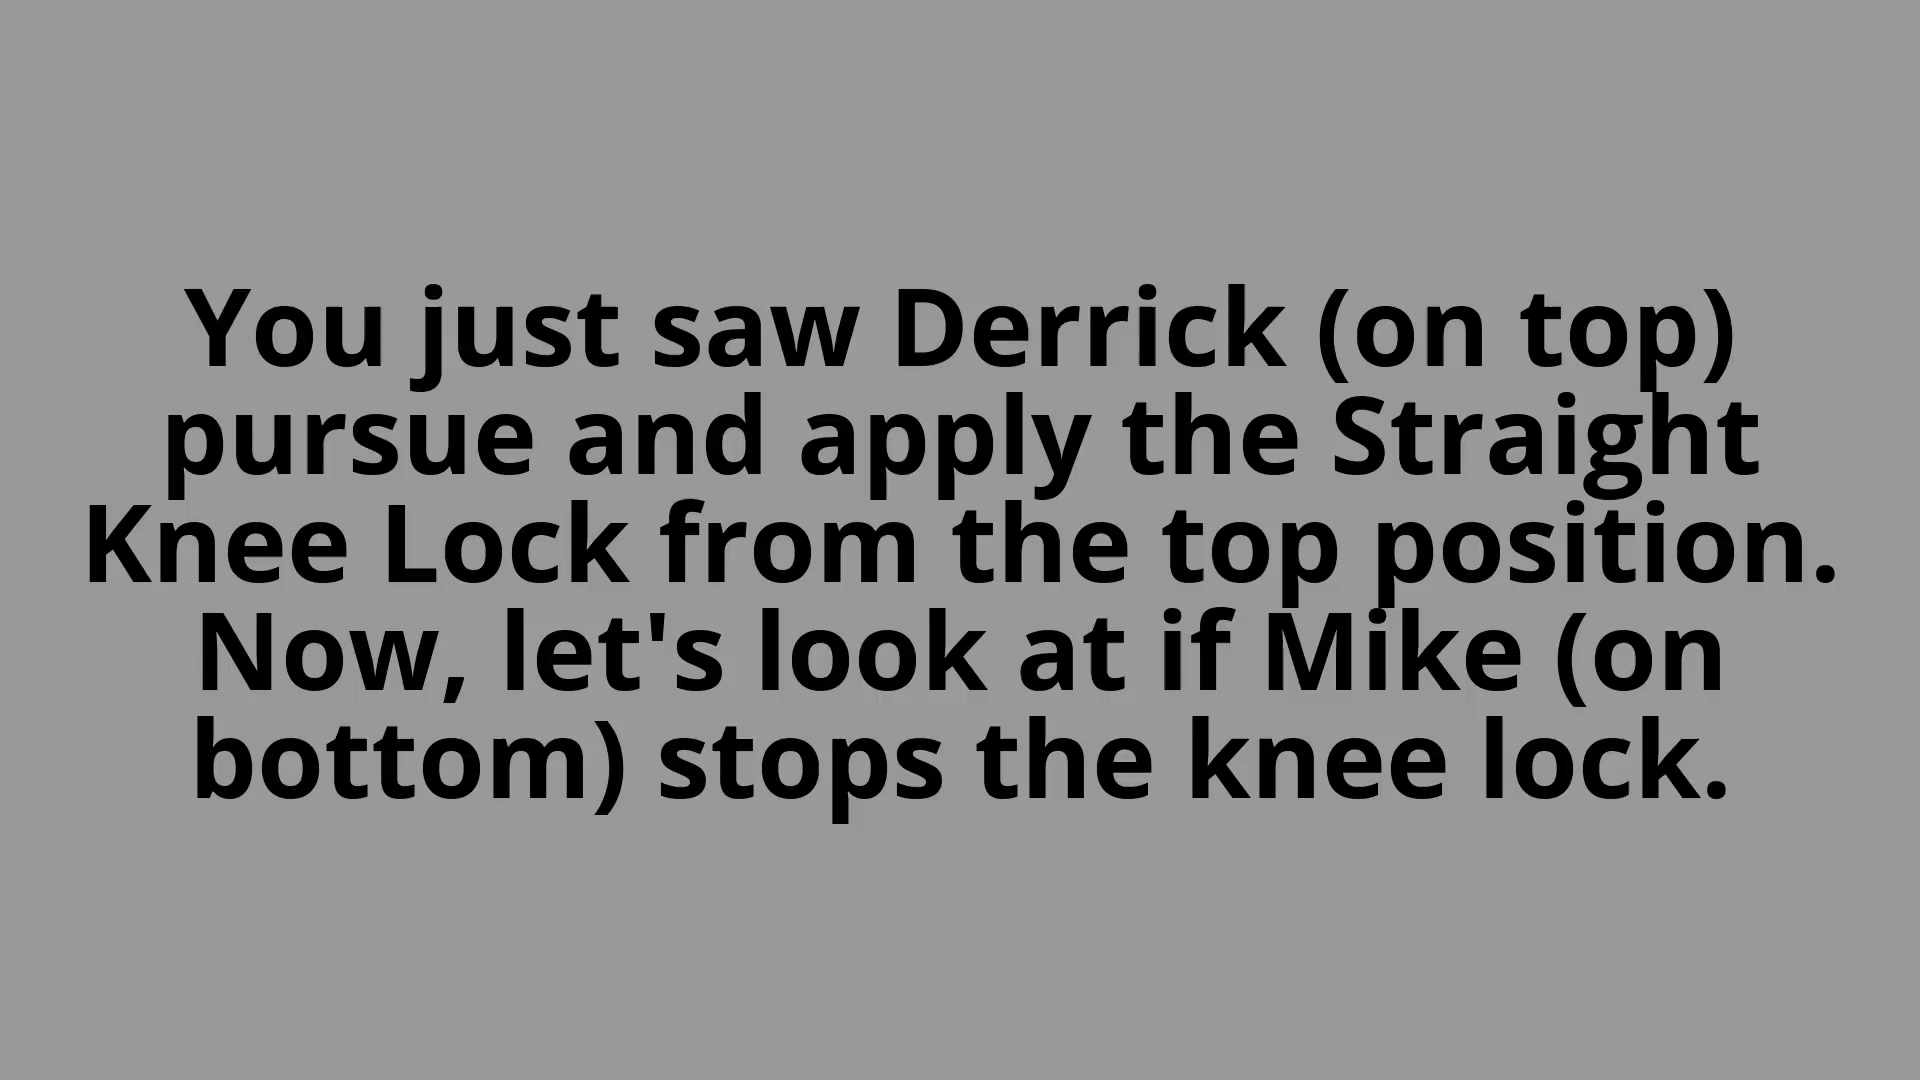 You just saw Derrick (on top)
pursue and apply the Straight
Knee Lock from the top position.
Now, let's look at if Mike (on
bottom) stops the knee lock.